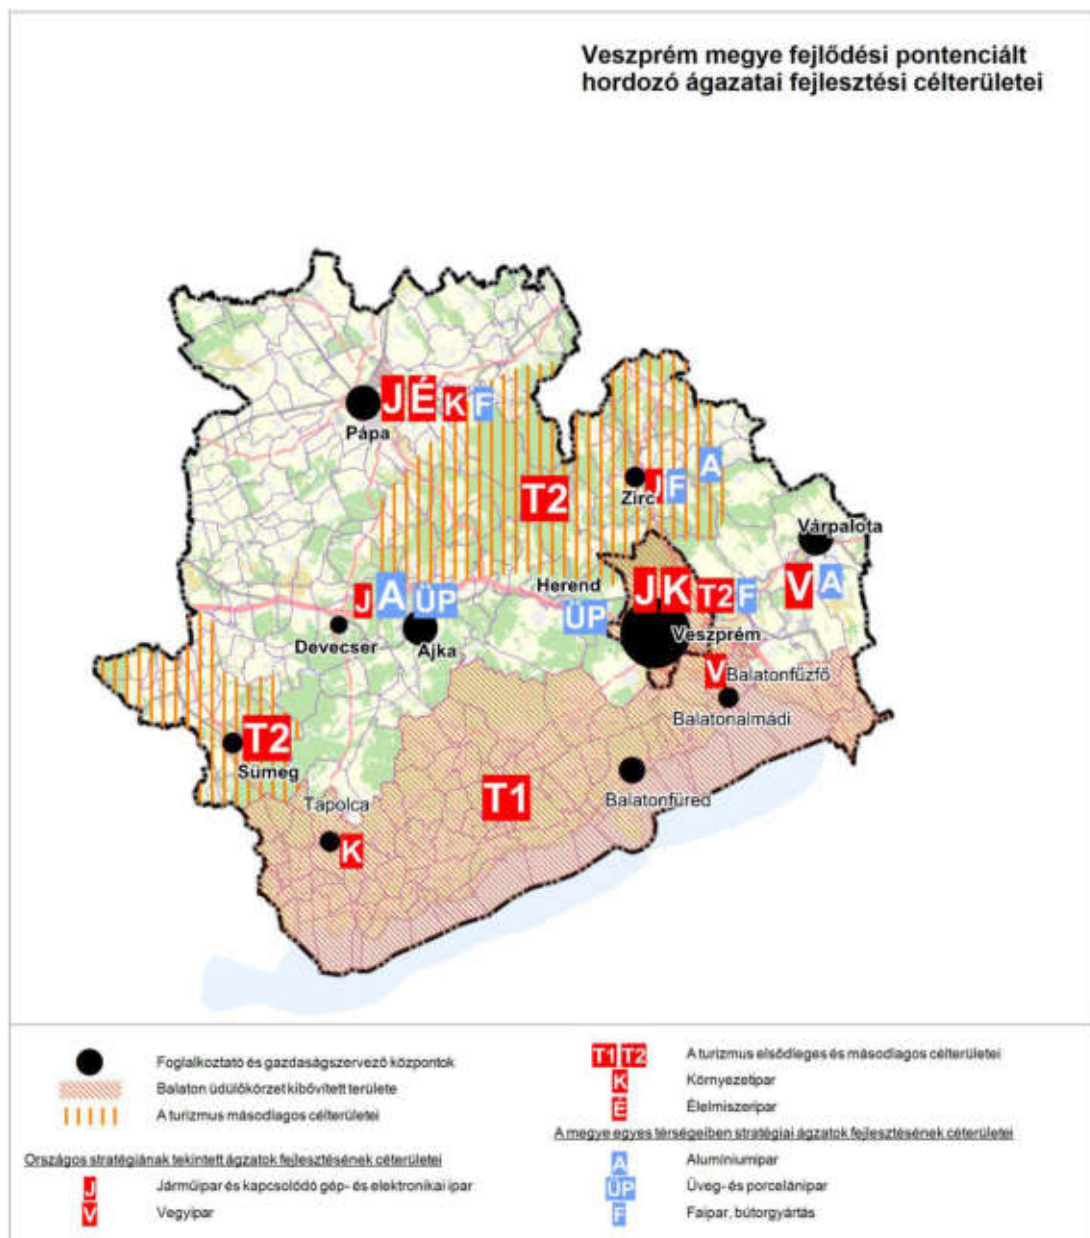 Veszprém megye fejlődési pontenciált
hordozó ágazatai fejlesztési célterületei
J É K F
Pápa
T2
J F A
Zirc
Várpalota
Herend
J K T2 F
V A
J A ÜP
ÜP
Devecser
Ajka
Veszprém
V Balatonfűzfő
Balatonalmádi
T2
Sümeg
T1
Balatonfüred
Tapolca
K
Foglalkoztató és gazdaságszervező központok
Balaton üdülőkörzet kibővített területe
A turizmus másodlagos célterületei
Országos stratégiának tekintett ágzatok fejlesztésének céterületei
J Járműipar és kapcsolódó gép- és elektronikai ipar
V Vegyipar
T1 T2 A turizmus elsődleges és másodlagos célterületei
K Környezetipar
É Élelmiszeripar
A megye egyes térségeiben stratégiai ágzatok fejlesztésének céterületei
A Alumíniumipar
ÜP Üveg- és porcelánipar
F Faipar, bútorgyártás